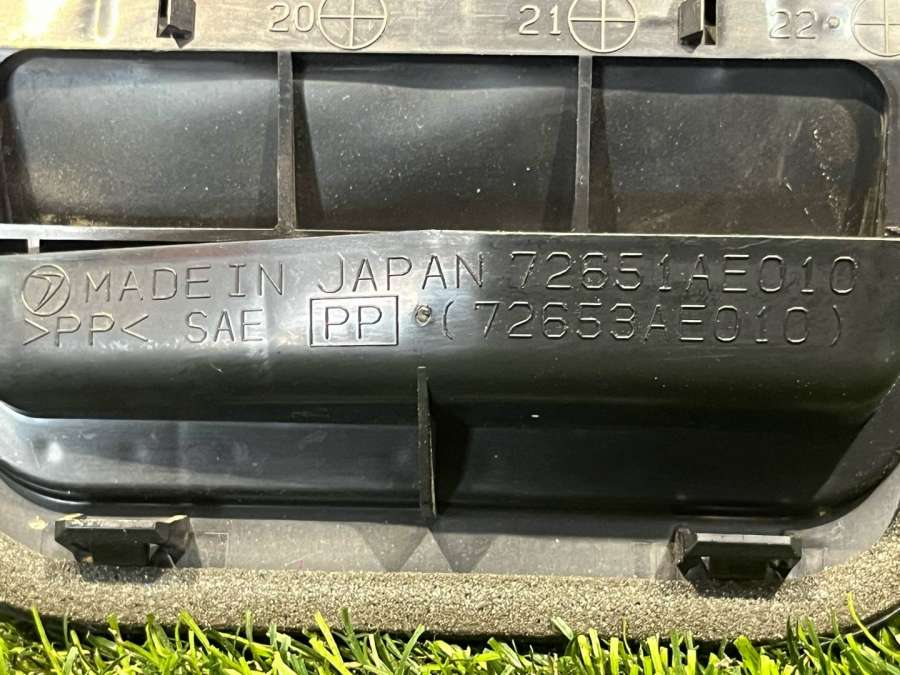 20 21 22
MADE IN JAPAN 72651AE010
>PP< SAE PP (72653AE010)